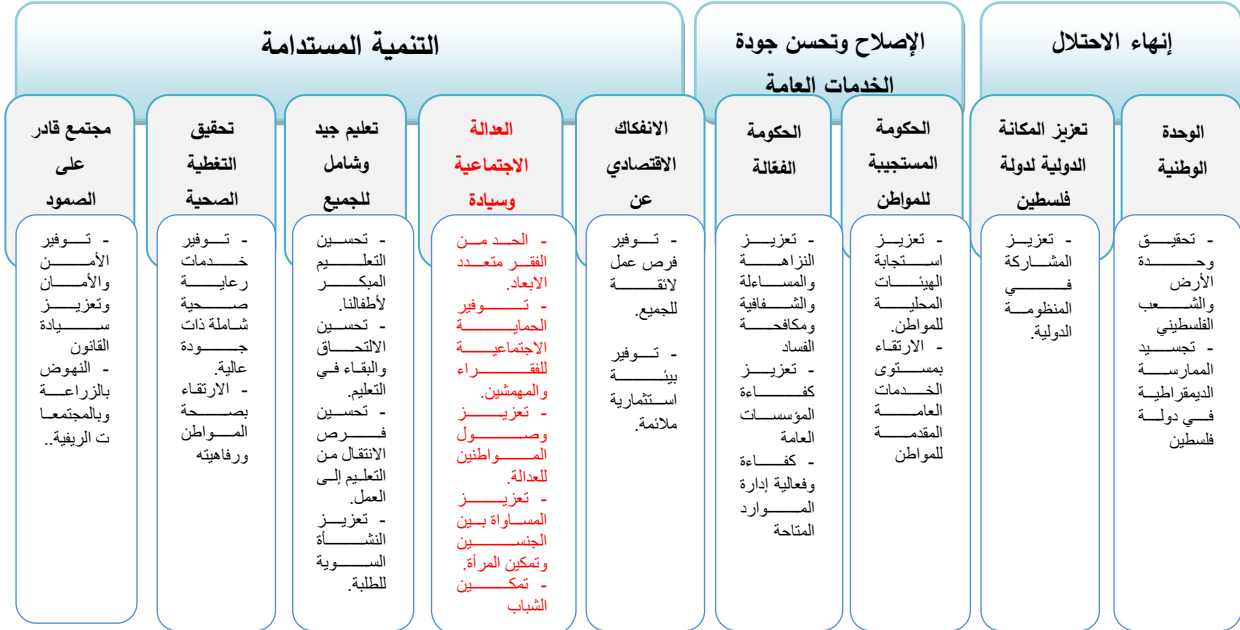 إنهاء الاحتلال
الإصلاح وتحسن جودة
الخدمات العامة
التنمية المستدامة
الوحدة
الوطنية
- تحقيق
وحدة
الأرض
والشعب
الفلسطيني
- تجسيد
الممارسة
الديمقراطية
في دولة
فلسطين
تعزيز المكانة
الدولية لدولة
فلسطين
- تعزيز
المشاركة
في
المنظومة
الدولية.
الحكومة
المستجيبة
للمواطن
- تعزيز
استجابة
الهيئات
المحلية
للمواطن.
- الارتقاء
بمستوى
الخدمات
العامة
المقدمة
للمواطن
الحكومة
الفعّالة
- تعزيز
النزاهة
والمساءلة
والشفافية
ومكافحة
الفساد
- تعزيز
كفاءة
المؤسسات
العامة
- كفاءة
وفعالية إدارة
الموارد
المتاحة
الانفكاك
الاقتصادي
عن
- توفير
فرص عمل
لائقة
للجميع.
- توفير
بيئة
استثمارية
ملائمة.
العدالة
الاجتماعية
وسيادة
- الحد من
الفقر متعدد
الابعاد.
- توفير
الحماية
الاجتماعية
للفقراء
والمهمشين.
- تعزيز
وصول
المواطنين
للعدالة.
- تعزيز
المساواة بين
الجنسين
وتمكين المرأة.
- تمكين
الشباب
تعليم جيد
وشامل
للجميع
- تحسين
التعليم
المبكر
لأطفالنا.
- تحسين
الالتحاق
والبقاء في
التعليم.
- تحسين
فرص
الانتقال من
التعليم إلى
العمل.
- تعزيز
النشأة
السوية
للطلبة.
تحقيق
التغطية
الصحية
- توفير
خدمات
رعاية
صحية
شاملة ذات
جودة
عالية.
- الارتقاء
بصحة
المواطن
ورفاهيته
مجتمع قادر
على
الصمود
- توفير
الأمن
والأمان
وتعزيز
سيادة
القانون
- النهوض
بالزراعة
وبالمجتمعا
ت الريفية..